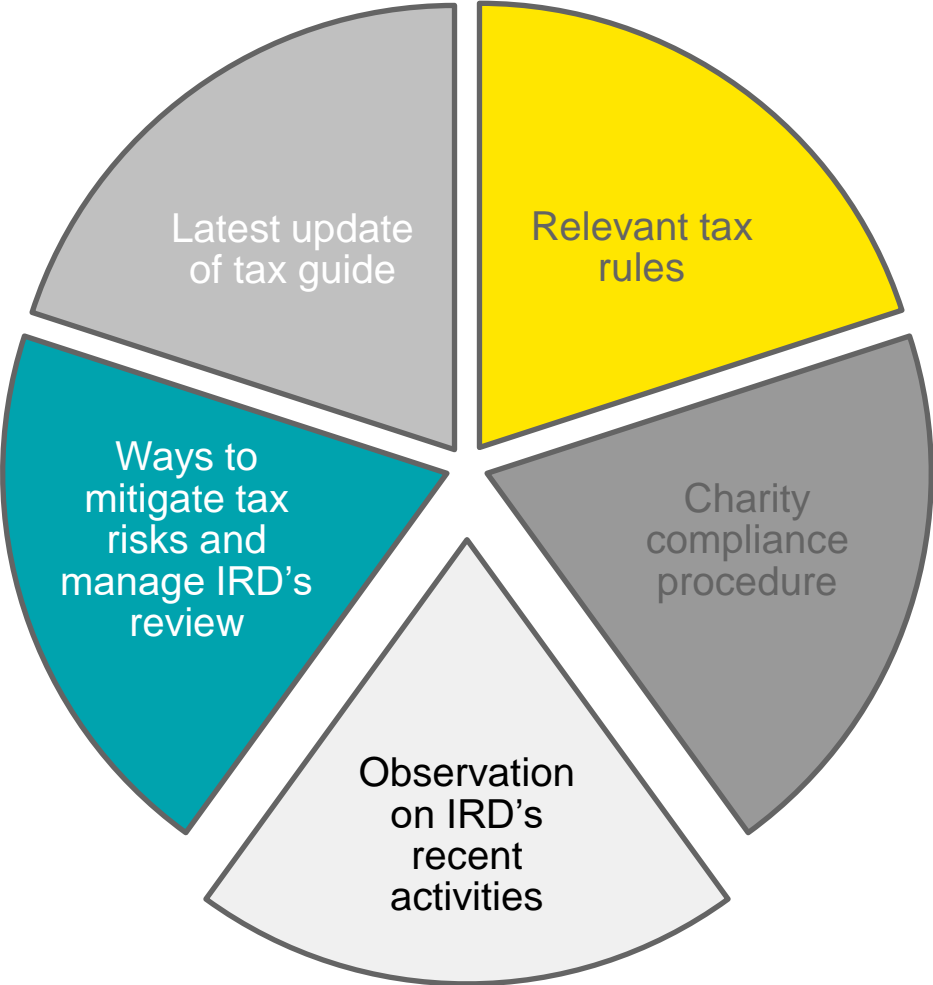 Latest update
of tax guide
Relevant tax
rules
Ways to
mitigate tax
risks and
manage IRD’s
review
Charity
compliance
procedure
Observation
on IRD’s
recent
activities